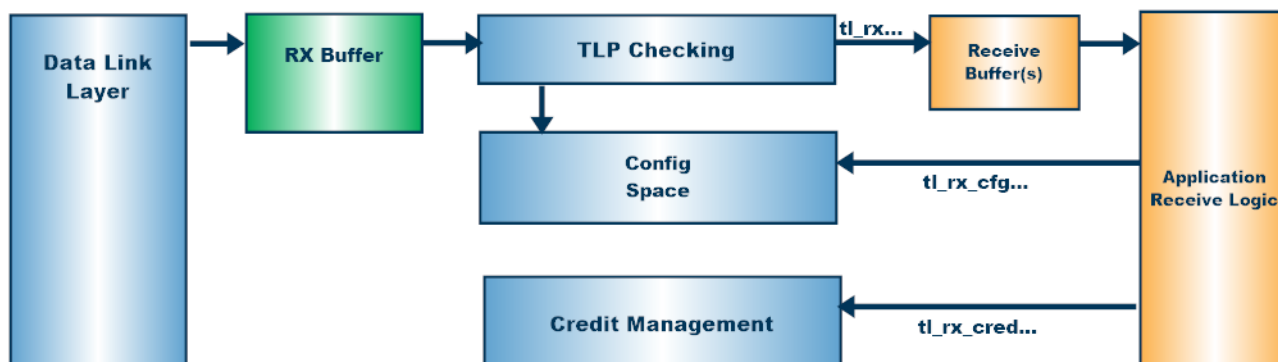 Data Link
Layer
RX Buffer
TLP Checking
tl_rx...
Receive
Buffer(s)
Config
Space
tl_rx_cfg...
Application
Receive Logic
Credit Management
tl_rx_cred...